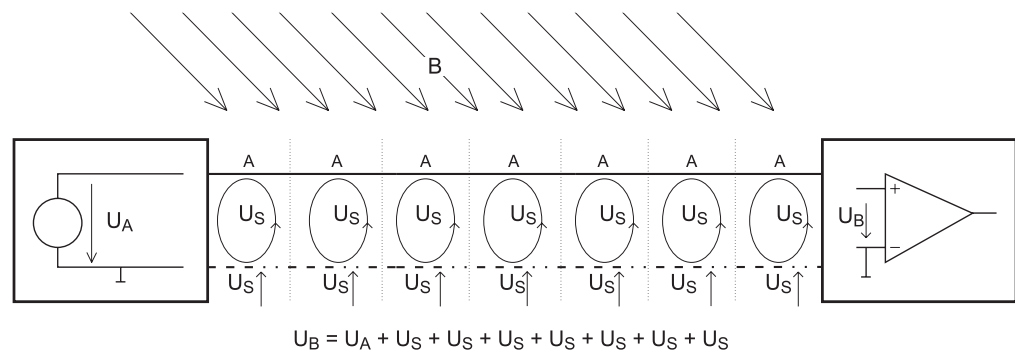 B
A A A A A A A
U_A U_S U_S U_S U_S U_S U_S U_S U_B + −
U_S U_S U_S U_S U_S U_S U_S
U_B = U_A + U_S + U_S + U_S + U_S + U_S + U_S + U_S